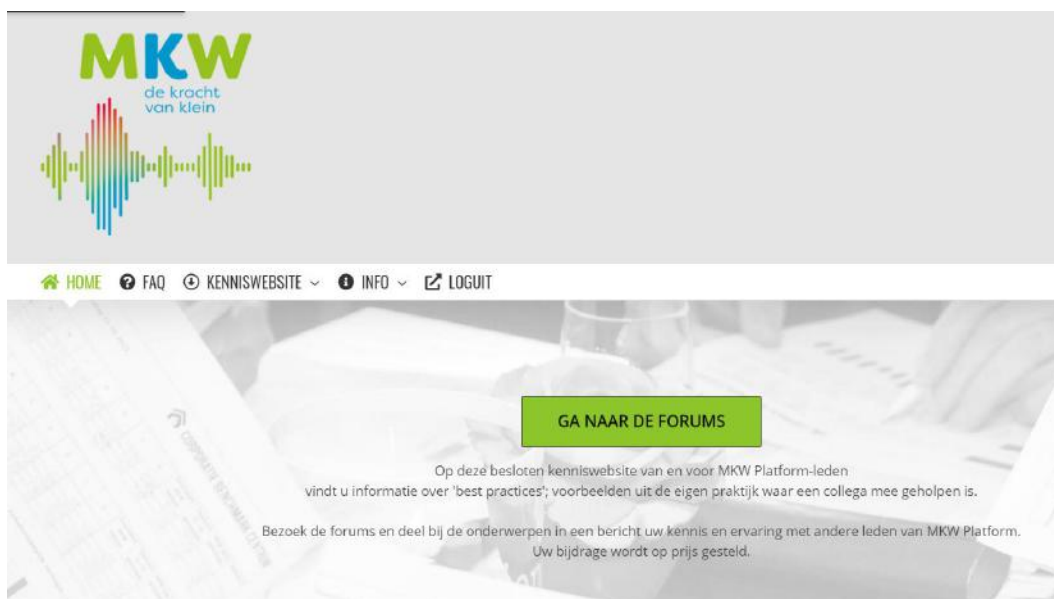 MKW
de kracht
van klein
HOME FAQ KENNISWEBSITE INFO LOGUIT
GA NAAR DE FORUMS
Op deze besloten kenniswebsite van en voor MKW Platform-leden
vindt u informatie over 'best practices'; voorbeelden uit de eigen praktijk waar een collega mee geholpen is.
Bezoek de forums en deel bij de onderwerpen in een bericht uw kennis en ervaring met andere leden van MKW Platform.
Uw bijdrage wordt op prijs gesteld.